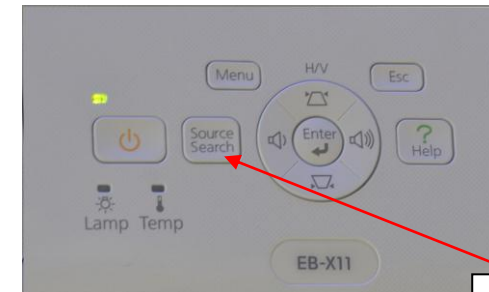 Menu
H/V
Esc
Source
Search
Enter
?
Help
Lamp Temp
EB-X11